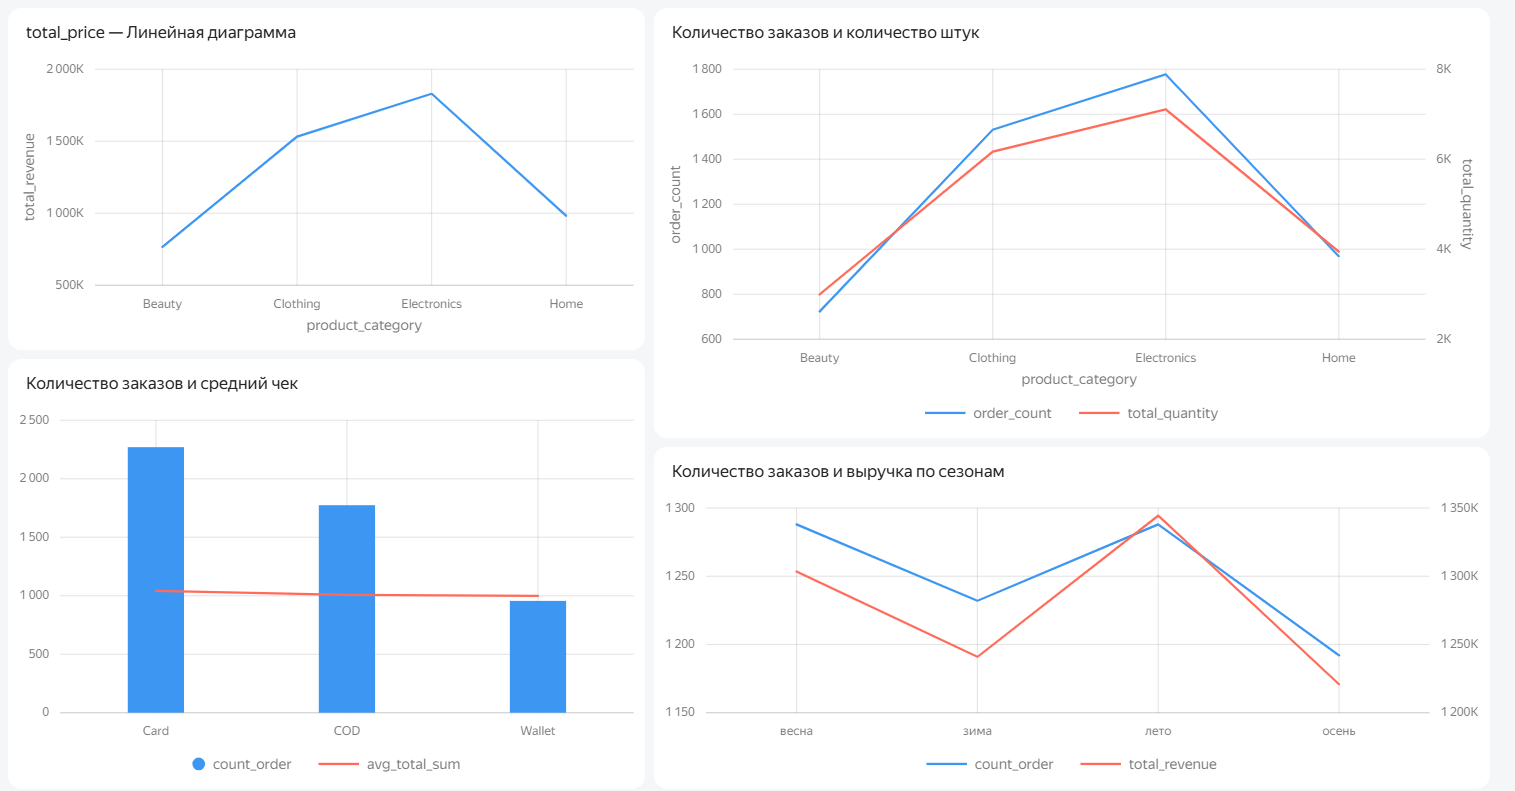 total_price — Линейная диаграмма
2 000K
1 500K
1 000K
500K
total_revenue
Beauty Clothing Electronics Home
product_category
Количество заказов и количество штук
1 800 8K
1 600
1 400 6K
1 200
1 000 4K
800
600 2K
order_count
total_quantity
Beauty Clothing Electronics Home
product_category
order_count total_quantity
Количество заказов и средний чек
2 500
2 000
1 500
1 000
500
0
Card COD Wallet
count_order avg_total_sum
Количество заказов и выручка по сезонам
1 300 1 350K
1 250 1 300K
1 200 1 250K
1 150 1 200K
весна зима лето осень
count_order total_revenue